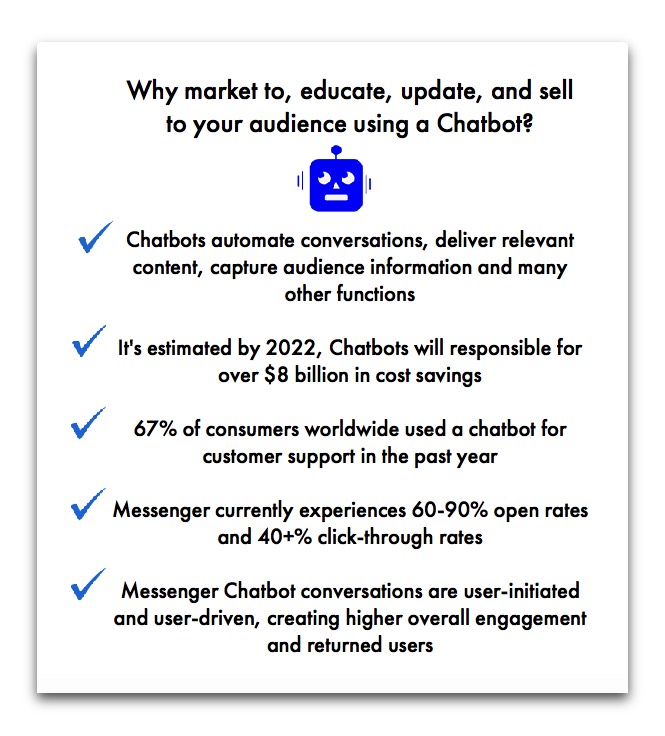 Why market to, educate, update, and sell
to your audience using a Chatbot?
Chatbots automate conversations, deliver relevant
content, capture audience information and many
other functions
It's estimated by 2022, Chatbots will responsible for
over $8 billion in cost savings
67% of consumers worldwide used a chatbot for
customer support in the past year
Messenger currently experiences 60-90% open rates
and 40+% click-through rates
Messenger Chatbot conversations are user-initiated
and user-driven, creating higher overall engagement
and returned users